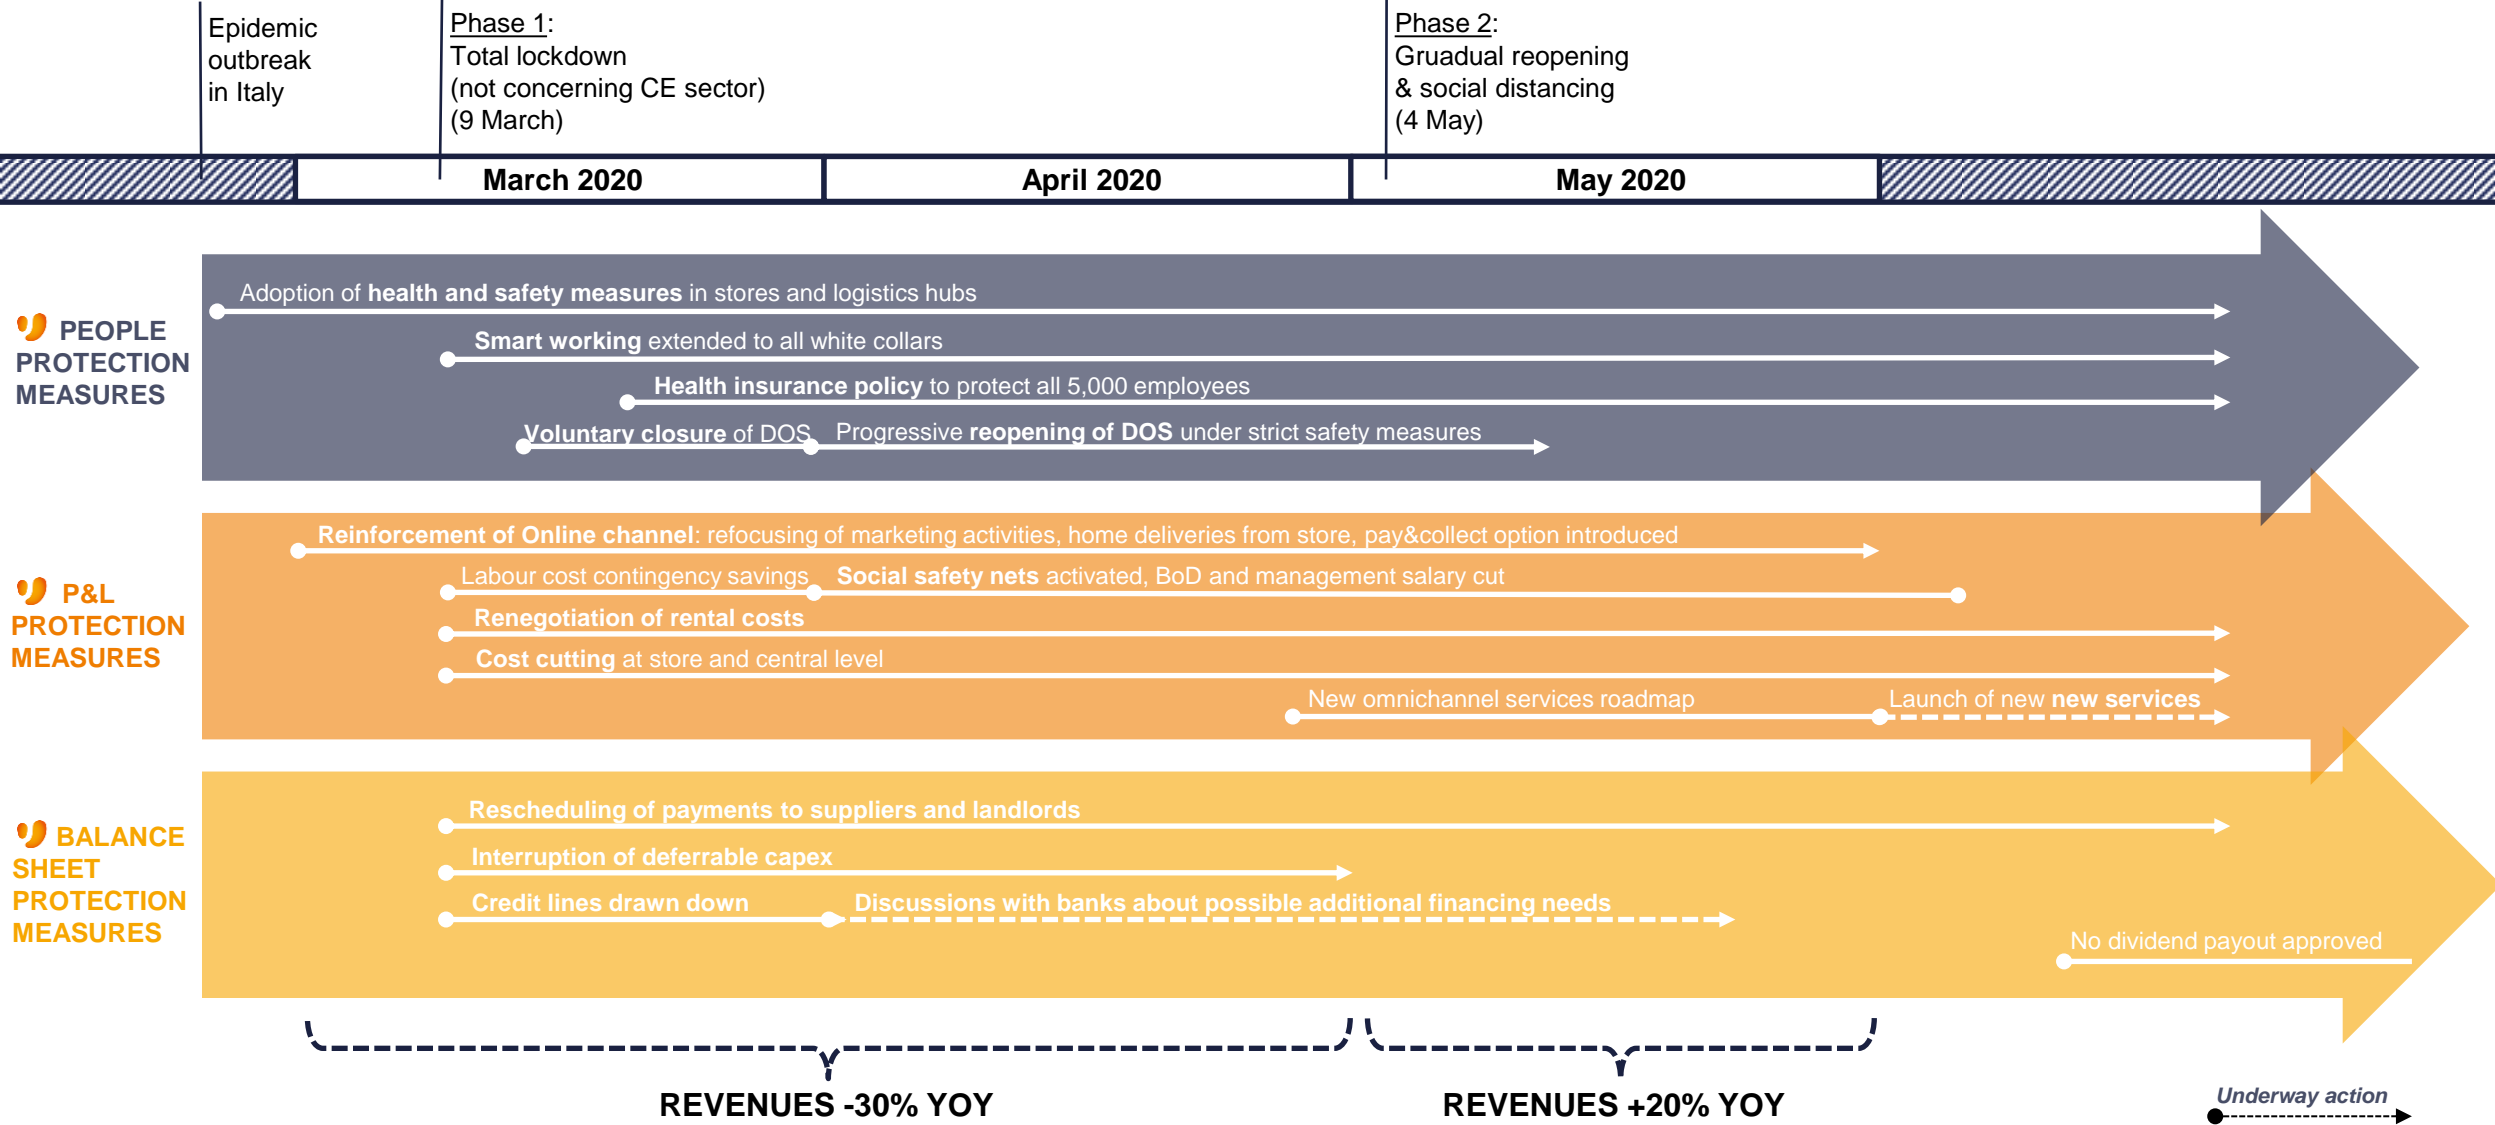 Epidemic
outbreak
in Italy
Phase 1:
Total lockdown
(not concerning CE sector)
(9 March)
Phase 2:
Gruadual reopening
& social distancing
(4 May)
March 2020
April 2020
May 2020
PEOPLE
PROTECTION
MEASURES
Adoption of health and safety measures in stores and logistics hubs
Smart working extended to all white collars
Health insurance policy to protect all 5,000 employees
Voluntary closure of DOS
Progressive reopening of DOS under strict safety measures
P&L
PROTECTION
MEASURES
Reinforcement of Online channel: refocusing of marketing activities, home deliveries from store, pay&collect option introduced
Labour cost contingency savings
Social safety nets activated, BoD and management salary cut
Renegotiation of rental costs
Cost cutting at store and central level
New omnichannel services roadmap
Launch of new new services
BALANCE
SHEET
PROTECTION
MEASURES
Rescheduling of payments to suppliers and landlords
Interruption of deferrable capex
Credit lines drawn down
Discussions with banks about possible additional financing needs
No dividend payout approved
REVENUES -30% YOY
REVENUES +20% YOY
Underway action